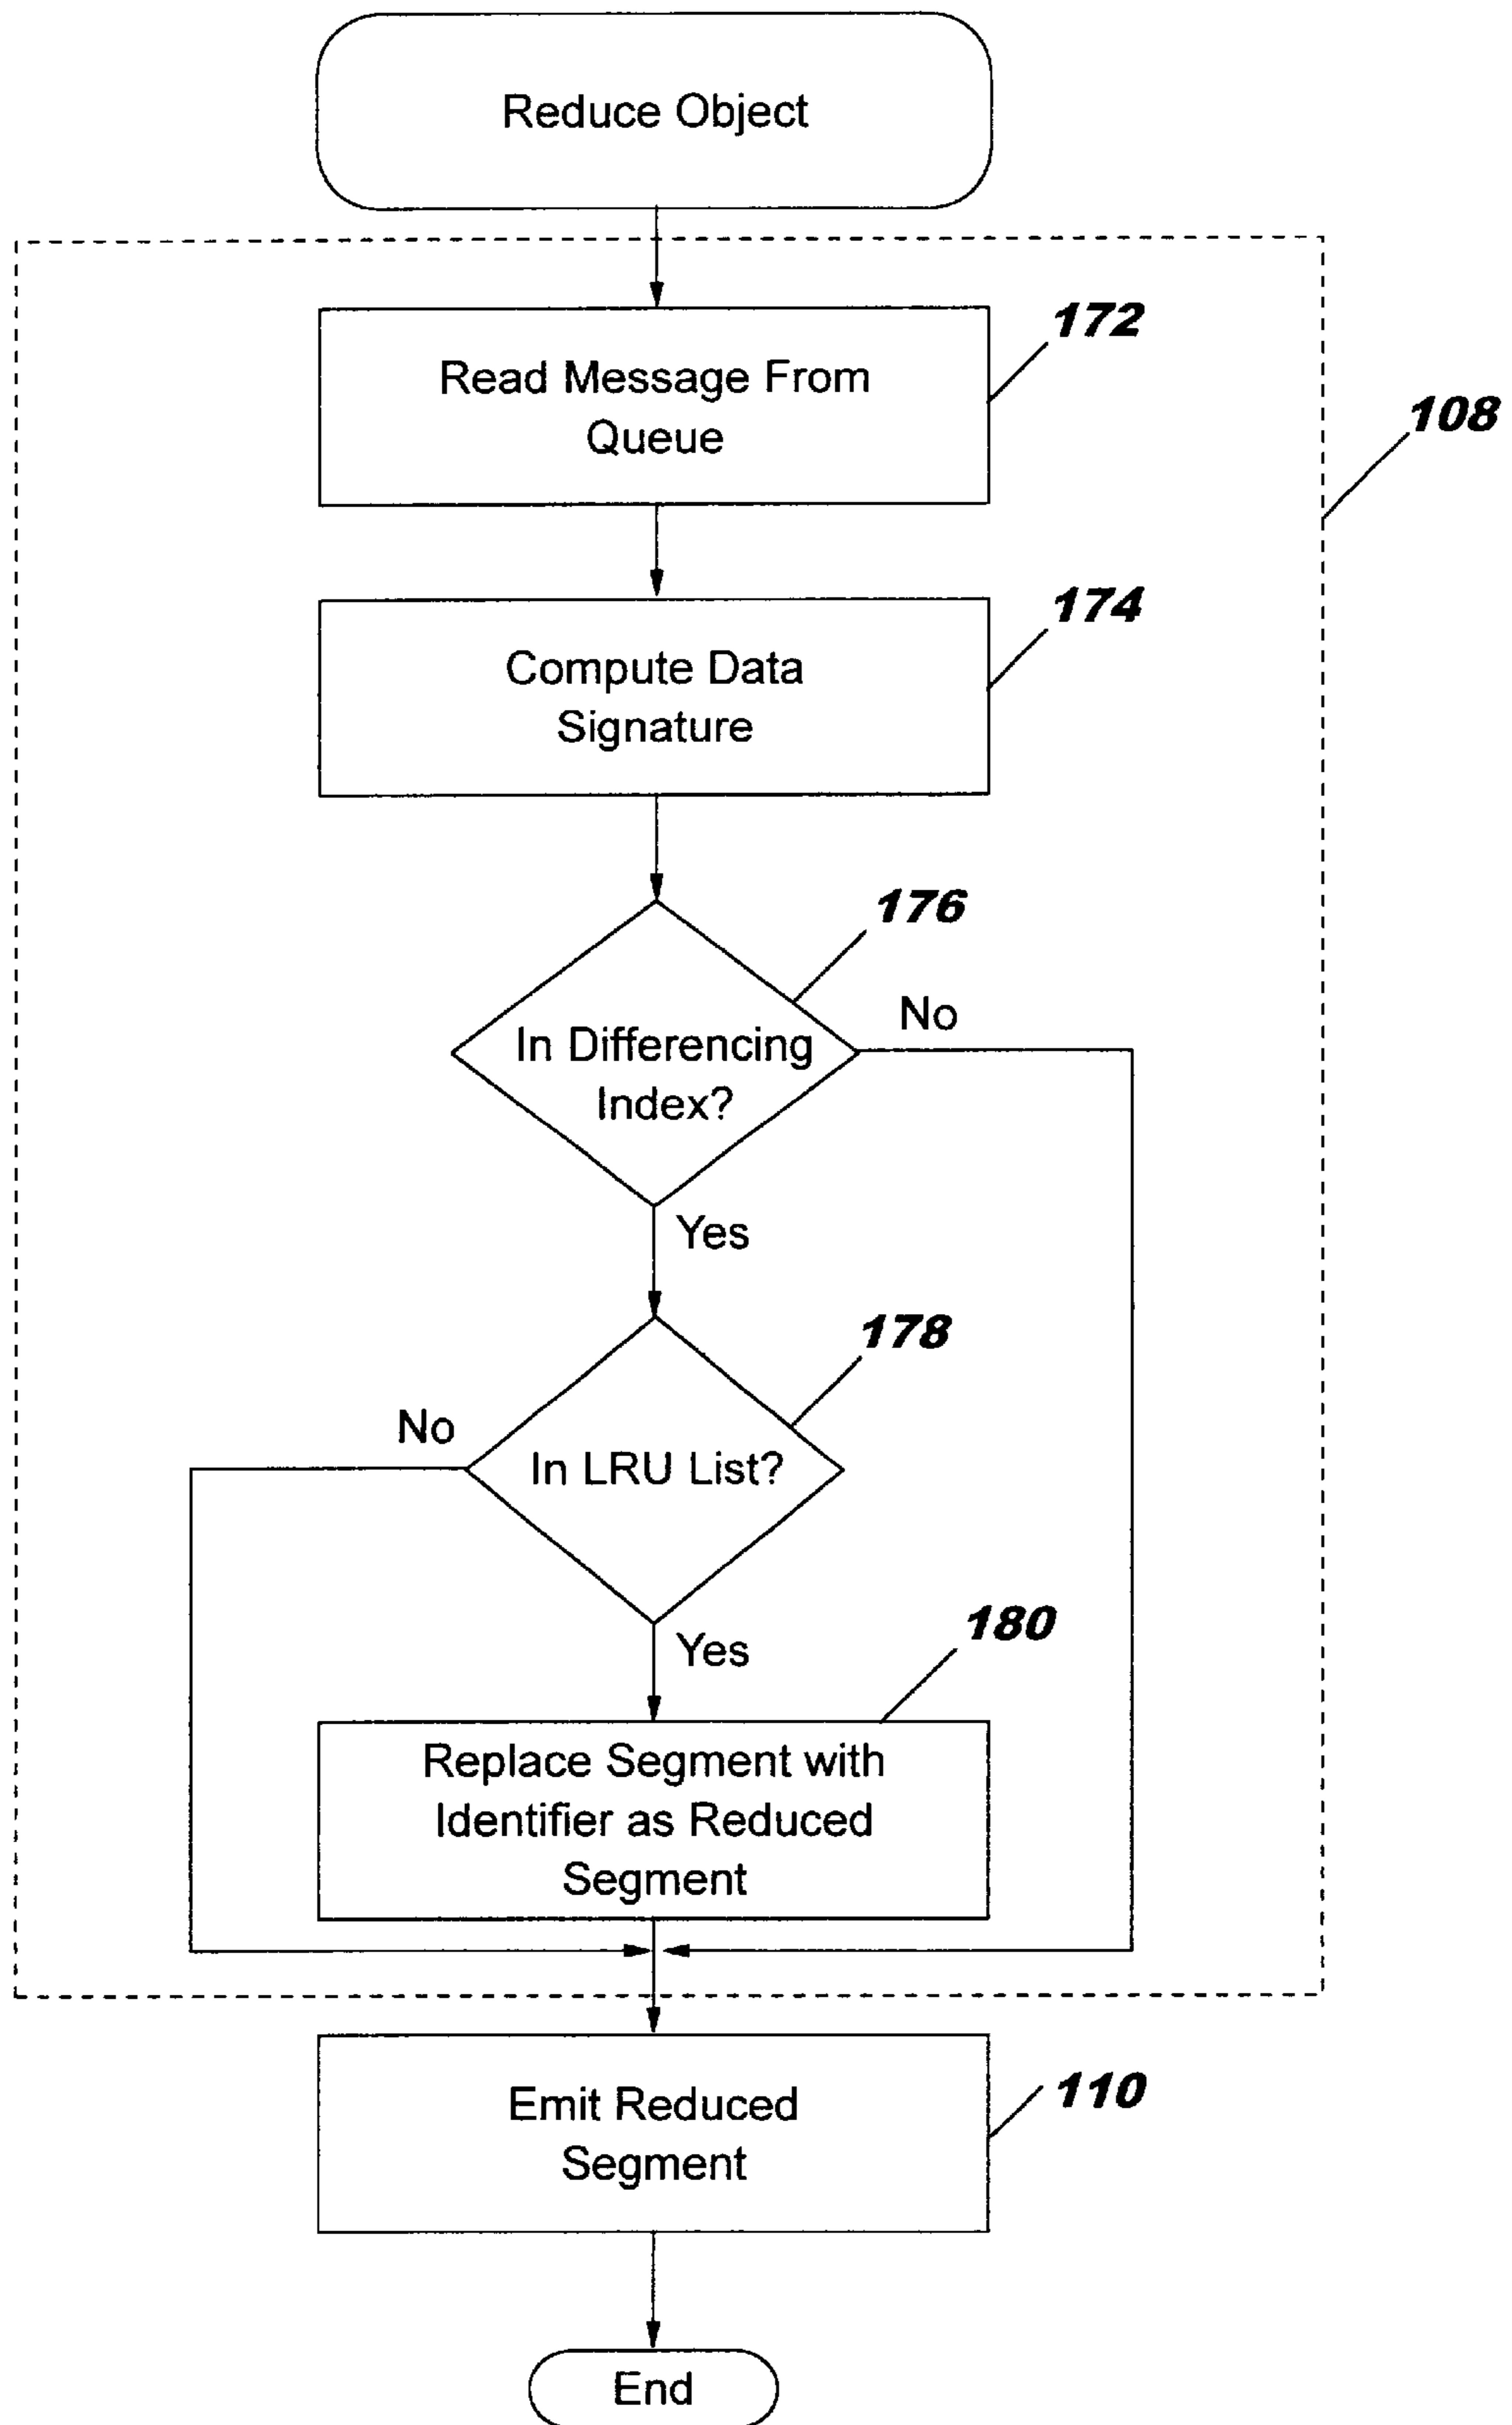 Reduce Object
172
Read Message From
Queue
108
174
Compute Data
Signature
176
No
In Differencing
Index?
Yes
178
No
In LRU List?
180
Yes
Replace Segment with
Identifier as Reduced
Segment
110
Emit Reduced
Segment
End